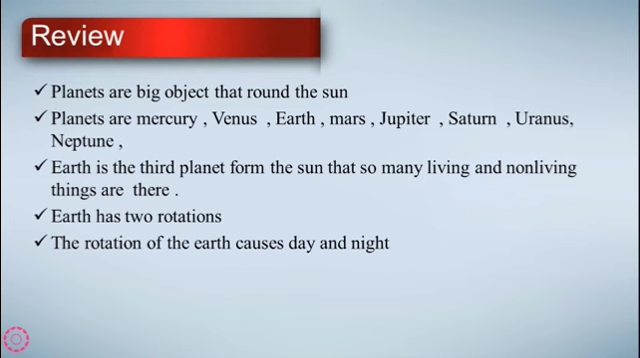 Review
✓ Planets are big object that round the sun
✓ Planets are mercury , Venus , Earth , mars , Jupiter , Saturn , Uranus,
Neptune ,
✓ Earth is the third planet form the sun that so many living and nonliving
things are there .
✓ Earth has two rotations
✓ The rotation of the earth causes day and night